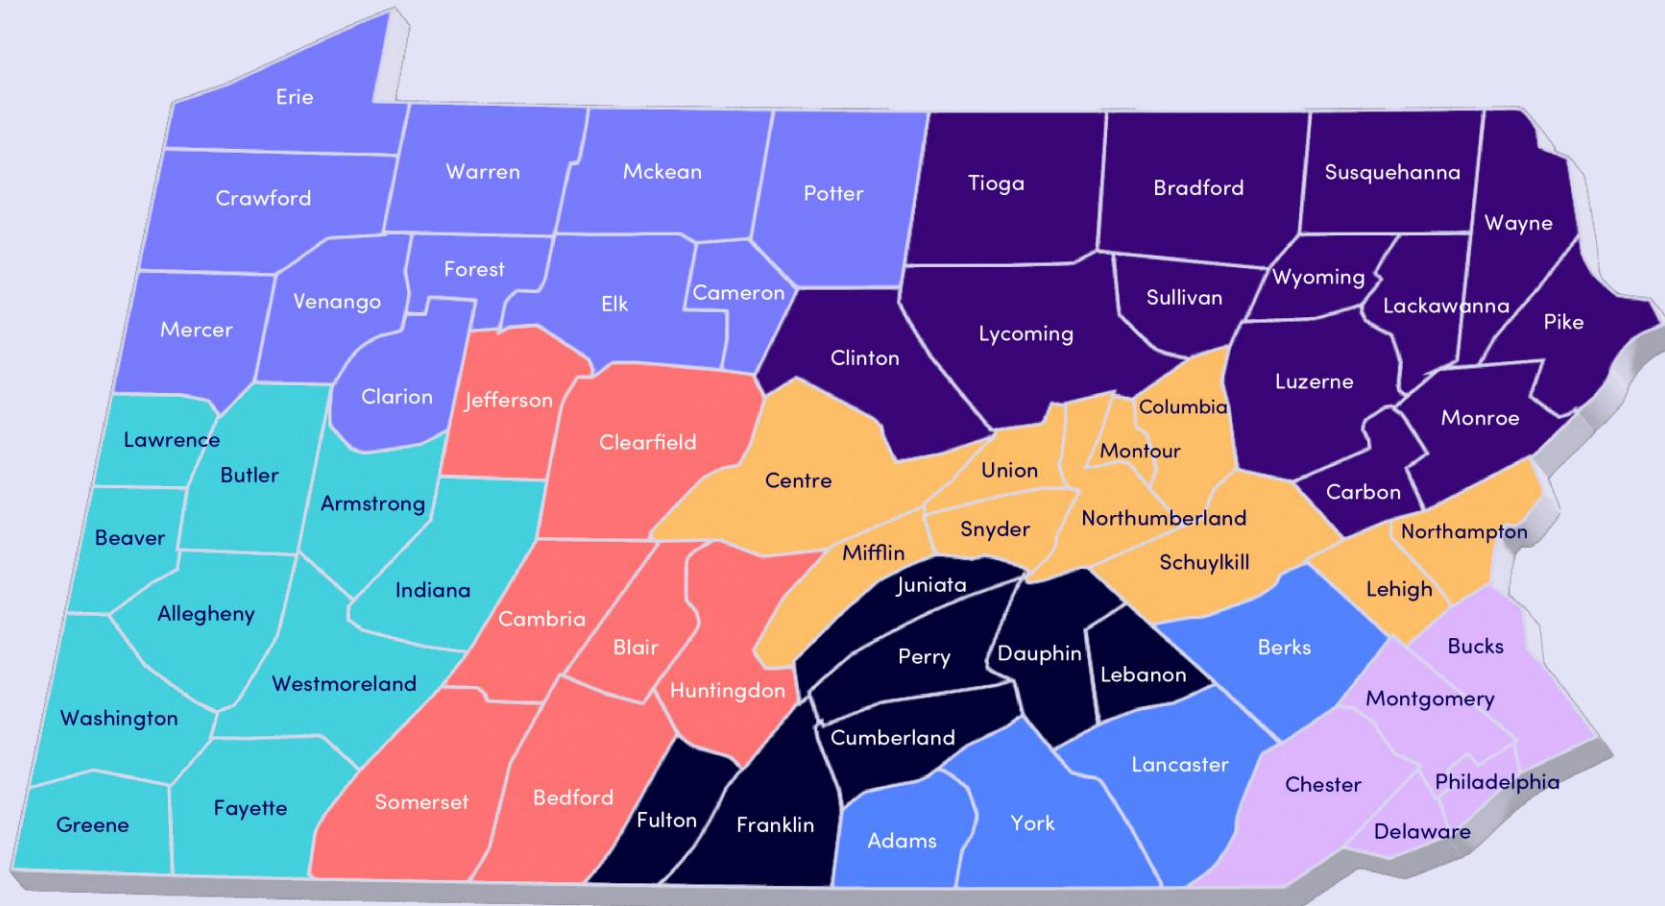 Erie
Warren
Mckean
Potter
Tioga
Bradford
Susquehanna
Wayne
Crawford
Forest
Elk
Cameron
Venango
Mercer
Clarion
Jefferson
Clearfield
Clinton
Lycoming
Sullivan
Wyoming
Lackawanna
Pike
Luzerne
Monroe
Columbia
Montour
Union
Centre
Carbon
Lawrence
Butler
Armstrong
Beaver
Indiana
Allegheny
Mifflin
Snyder
Northumberland
Schuylkill
Northampton
Lehigh
Juniata
Cambria
Blair
Huntingdon
Perry
Dauphin
Lebanon
Berks
Bucks
Westmoreland
Washington
Cumberland
Lancaster
Montgomery
Chester
Philadelphia
Delaware
Greene
Fayette
Somerset
Bedford
Fulton
Franklin
Adams
York